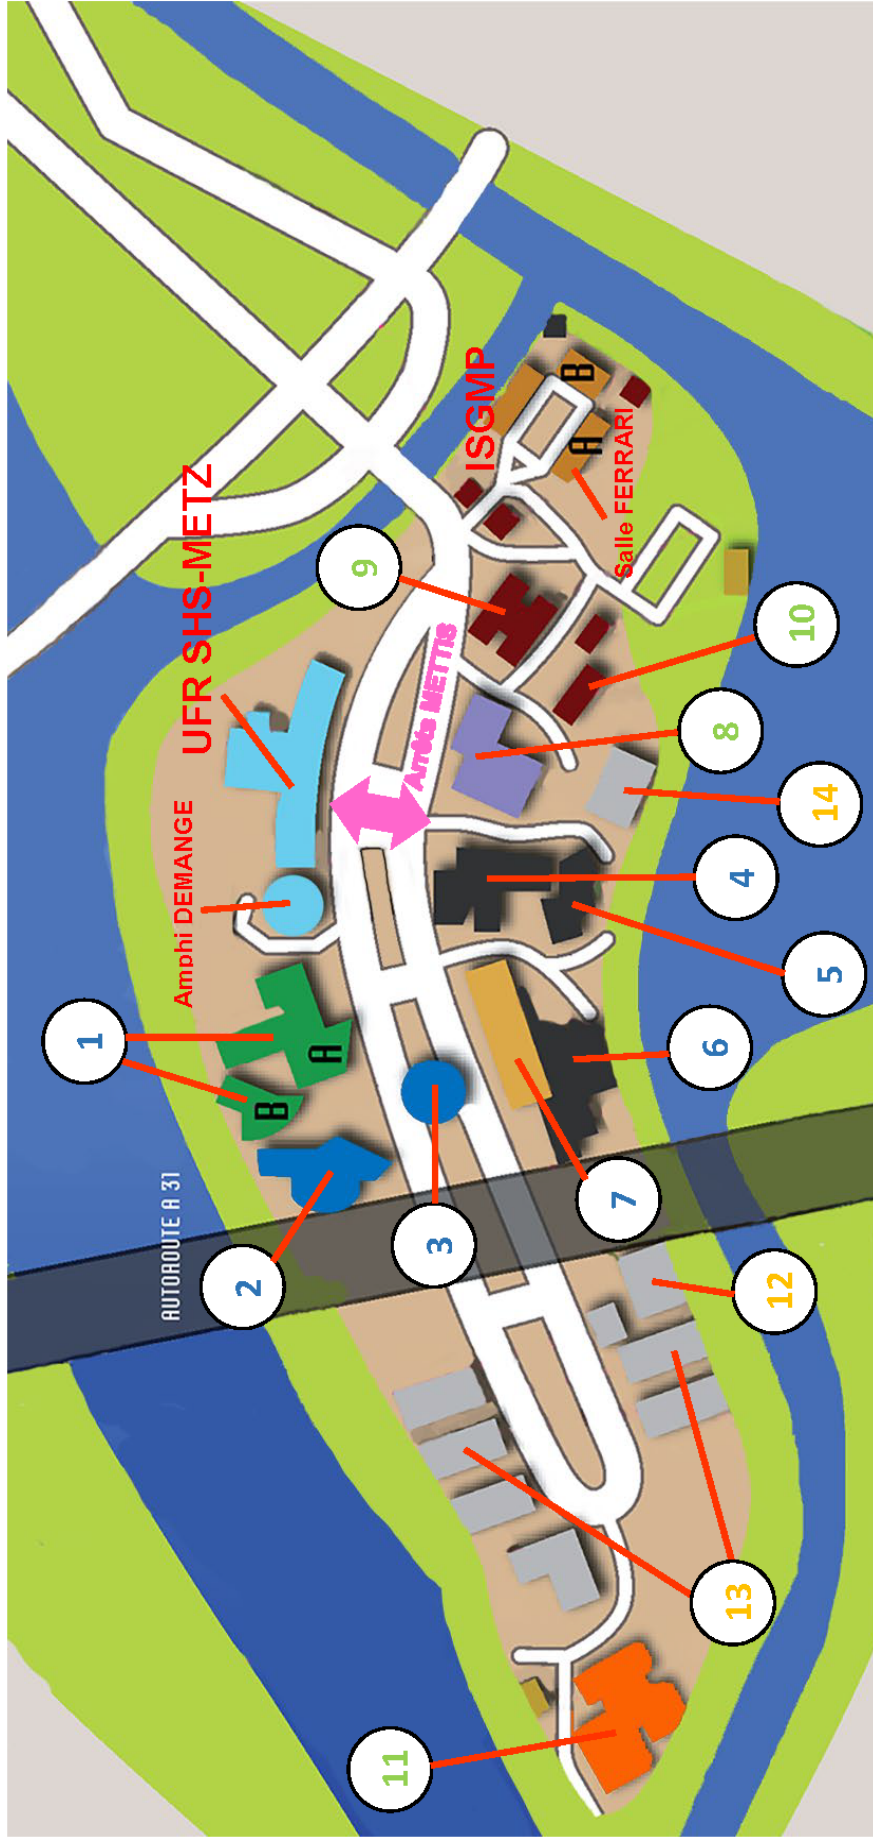 1
AUTOROUTE A 31
Amphi DEMANGE
UFR SHS-METZ
2
B
A
9
11
3
Arrêts METTIS
ISGMP
A
B
7
Salle FERRARI
6
8
13
4
12
10
5
14